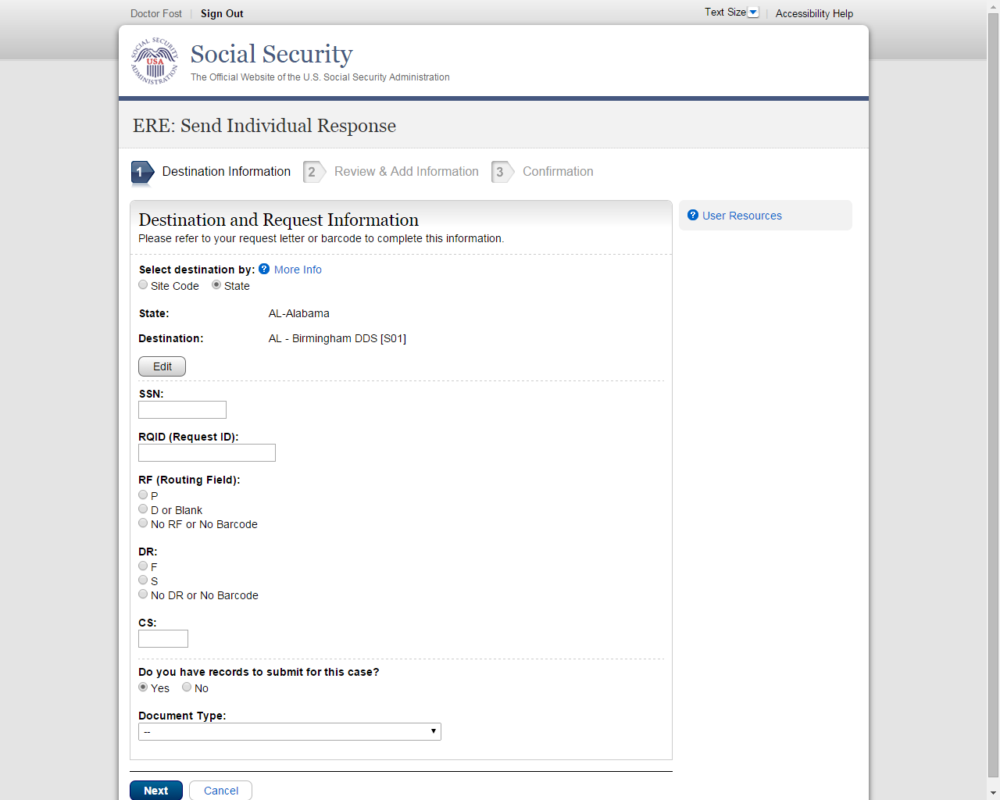 Doctor Fost | Sign Out Text Size | Accessibility Help
SOCIAL SECURITY ADMINISTRATION
USA
Social Security
The Official Website of the U.S. Social Security Administration
ERE: Send Individual Response
1 Destination Information 2 Review & Add Information 3 Confirmation
Destination and Request Information
Please refer to your request letter or barcode to complete this information.
? User Resources
Select destination by: ? More Info
Site Code State
State: AL-Alabama
Destination: AL - Birmingham DDS [S01]
Edit
SSN:
RQID (Request ID):
RF (Routing Field):
P
D or Blank
No RF or No Barcode
DR:
F
S
No DR or No Barcode
CS:
Do you have records to submit for this case?
Yes No
Document Type:
--
Next Cancel